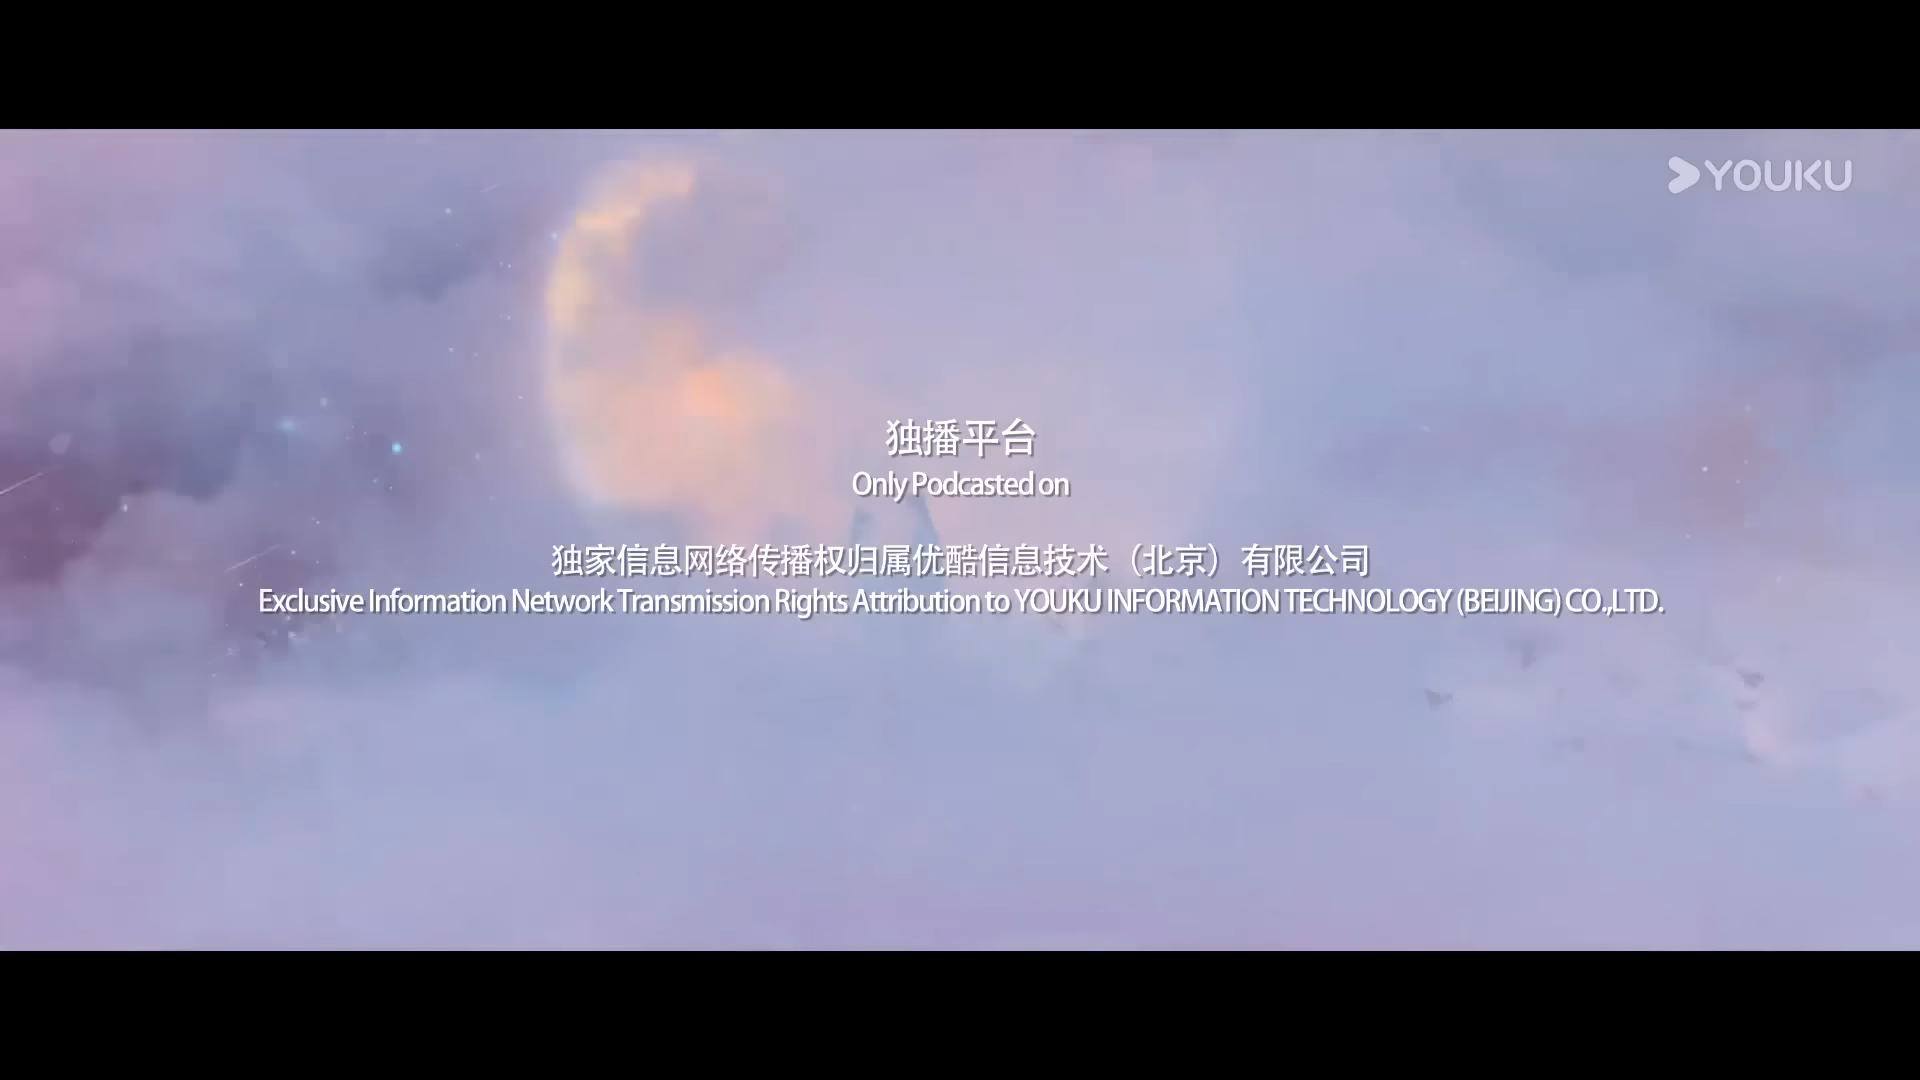 YOUKU
独播平台
Only Podcasted on
独家信息网络传播权归属优酷信息技术（北京）有限公司
Exclusive Information Network Transmission Rights Attribution to YOUKU INFORMATION TECHNOLOGY (BEIJING) CO.,LTD.